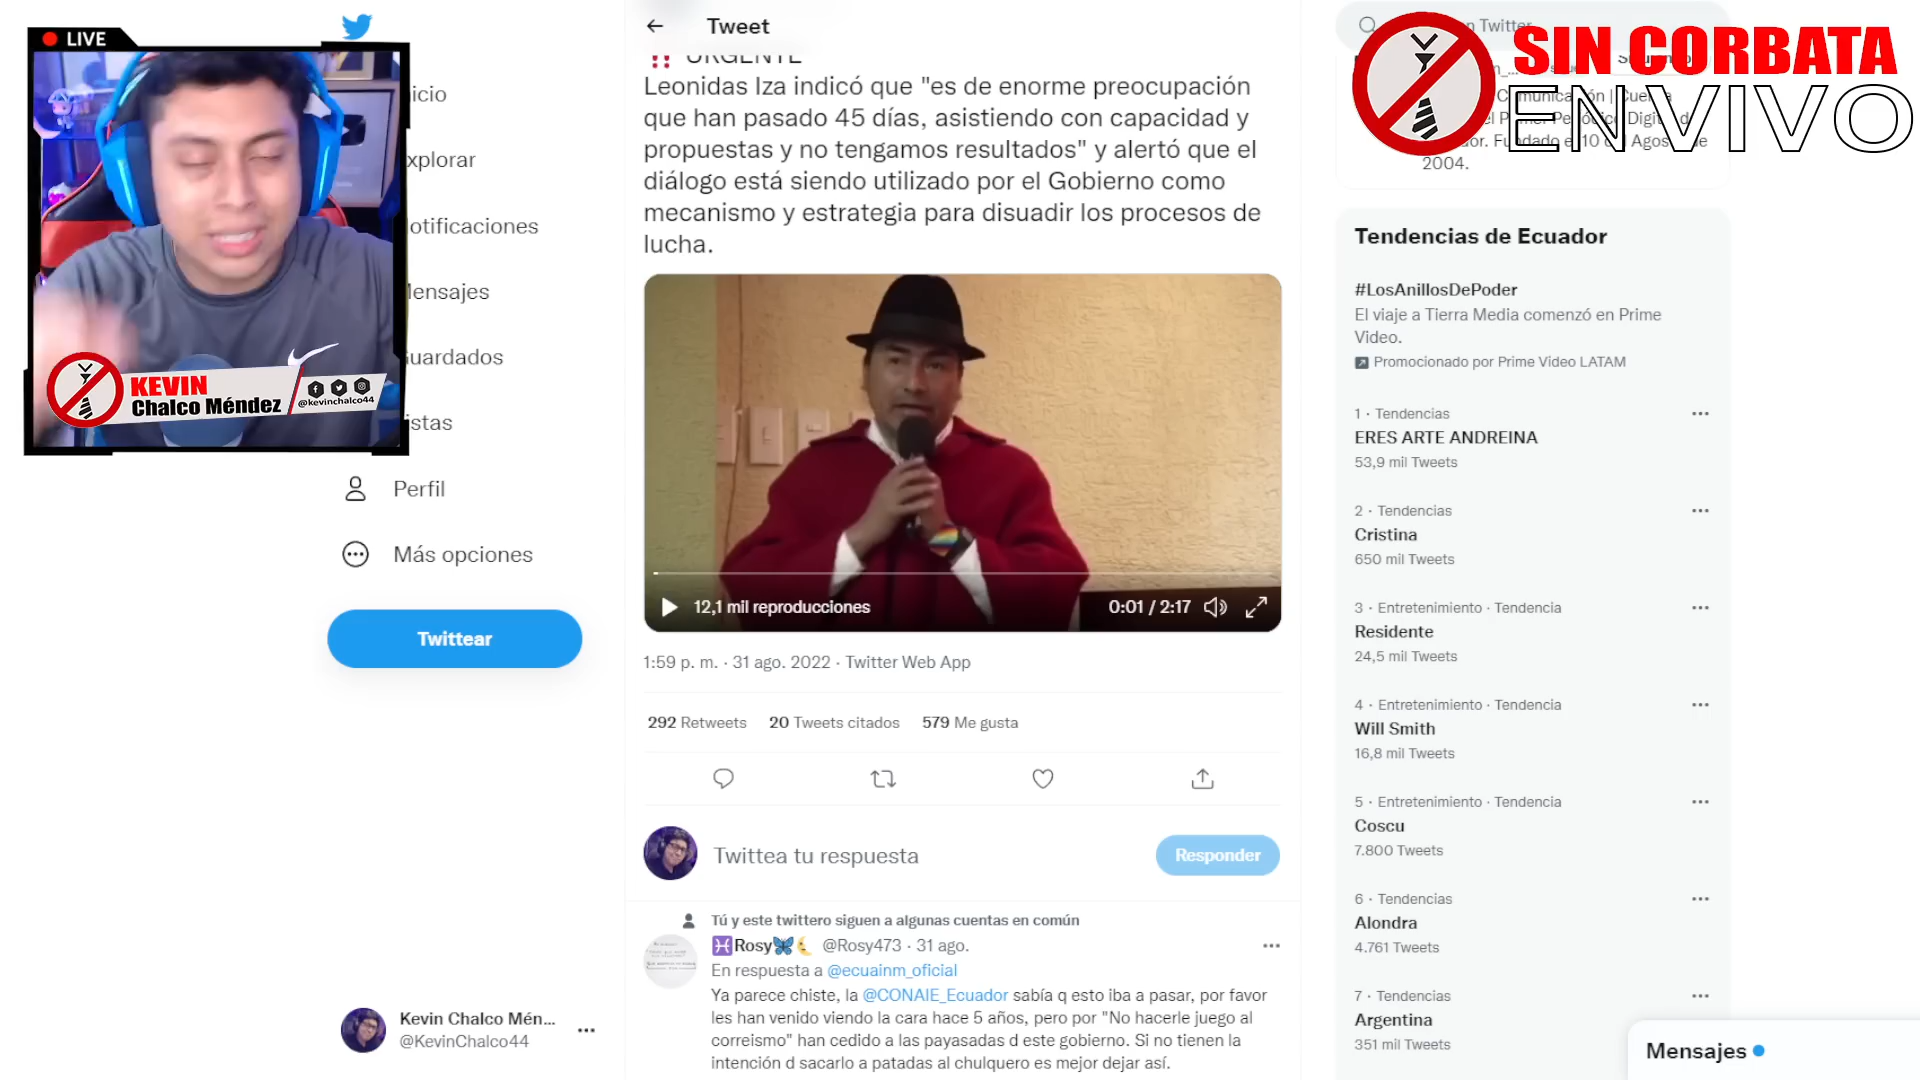 LIVE
KEVIN
Chalco Méndez
@kevinchalco44
icio
xplorar
otificaciones
ensajes
uardados
stas
Perfil
Más opciones
Twittear
Kevin Chalco Mén...
@KevinChalco44
Tweet
URGENTE
Leonidas Iza indicó que "es de enorme preocupación
que han pasado 45 días, asistiendo con capacidad y
propuestas y no tengamos resultados" y alertó que el
diálogo está siendo utilizado por el Gobierno como
mecanismo y estrategia para disuadir los procesos de
lucha.
12,1 mil reproducciones
0:01 / 2:17
1:59 p. m. · 31 ago. 2022 · Twitter Web App
292 Retweets 20 Tweets citados 579 Me gusta
Twittea tu respuesta
Responder
Tú y este twittero siguen a algunas cuentas en común
Rosy @Rosy473 · 31 ago.
En respuesta a @ecuainm_oficial
Ya parece chiste, la @CONAIE_Ecuador sabía q esto iba a pasar, por favor
les han venido viendo la cara hace 5 años, pero por "No hacerle juego al
correismo" han cedido a las payasadas d este gobierno. Si no tienen la
intención d sacarlo a patadas al chulquero es mejor dejar así.
n Twitter
SIN CORBATA
EN VIVO
2004.
Tendencias de Ecuador
#LosAnillosDePoder
El viaje a Tierra Media comenzó en Prime
Video.
Promocionado por Prime Video LATAM
1 · Tendencias
ERES ARTE ANDREINA
53,9 mil Tweets
2 · Tendencias
Cristina
650 mil Tweets
3 · Entretenimiento · Tendencia
Residente
24,5 mil Tweets
4 · Entretenimiento · Tendencia
Will Smith
16,8 mil Tweets
5 · Entretenimiento · Tendencia
Coscu
7.800 Tweets
6 · Tendencias
Alondra
4.761 Tweets
7 · Tendencias
Argentina
351 mil Tweets
Mensajes